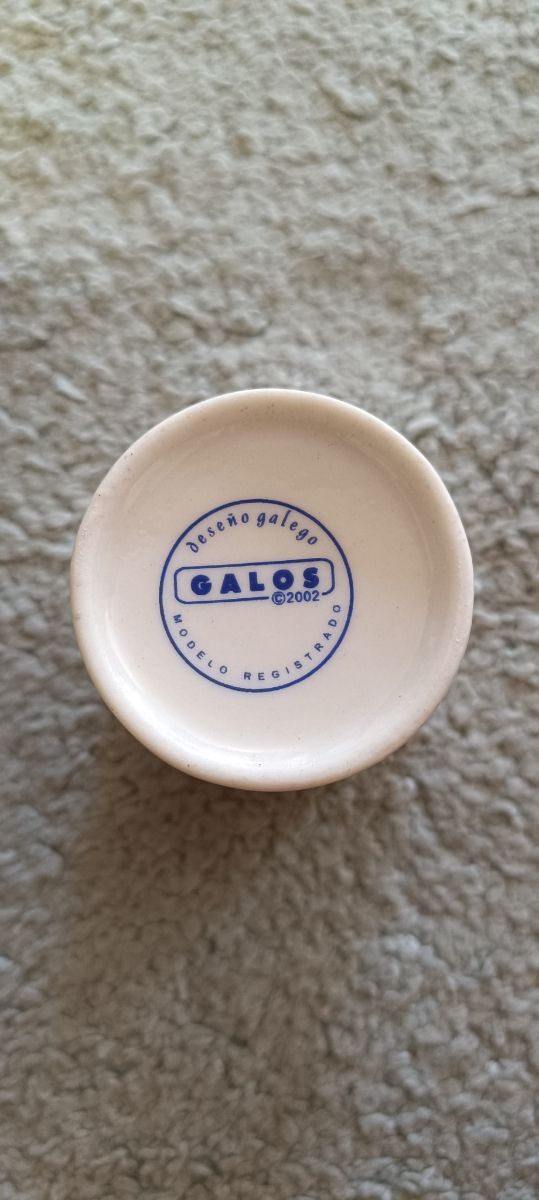 deseño galego
GALOS
©2002
MODELO REGISTRADO